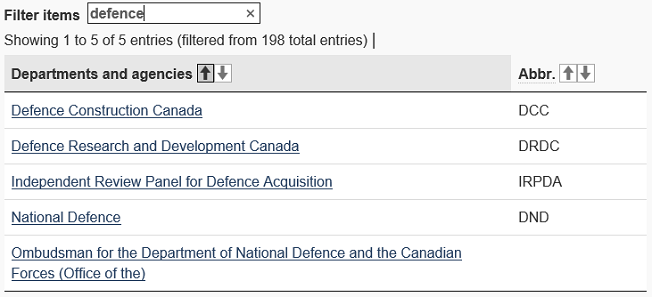 Filter items defence ×
Showing 1 to 5 of 5 entries (filtered from 198 total entries) |
Departments and agencies Abbr.
Defence Construction Canada DCC
Defence Research and Development Canada DRDC
Independent Review Panel for Defence Acquisition IRPDA
National Defence DND
Ombudsman for the Department of National Defence and the Canadian
Forces (Office of the)